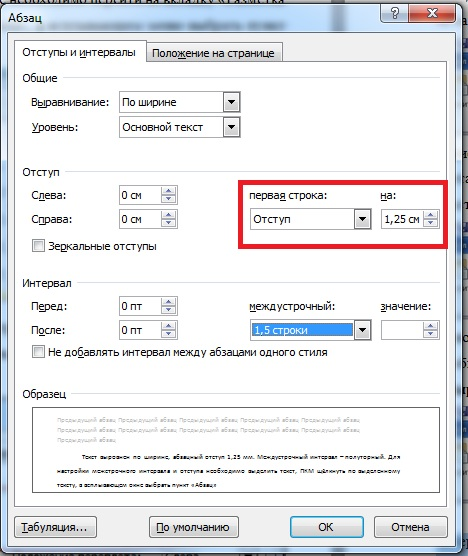 Абзац
Отступы и интервалы Положение на странице
Общие
Выравнивание: По ширине
Уровень: Основной текст
Отступ
Слева: 0 см первая строка: на:
Справа: 0 см Отступ 1,25 см
Зеркальные отступы
Интервал
Перед: 0 пт междустрочный: значение:
После: 0 пт 1,5 строки
Не добавлять интервал между абзацами одного стиля
Образец
Предыдущий абзац Предыдущий абзац Предыдущий абзац Предыдущий абзац Предыдущий абзац
Предыдущий абзац Предыдущий абзац Предыдущий абзац Предыдущий абзац Предыдущий абзац
Предыдущий абзац
Текст выровнен по ширине, абзацный отступ 1,25 мм. Междустрочный интервал – полуторный. Для
настройки межстрочного интервала и отступа необходимо выделить текст, ПКМ щёлкнуть по выделенному
тексту, в всплывающем окне выбрать пункт «Абзац»
Табуляция... По умолчанию ОК Отмена